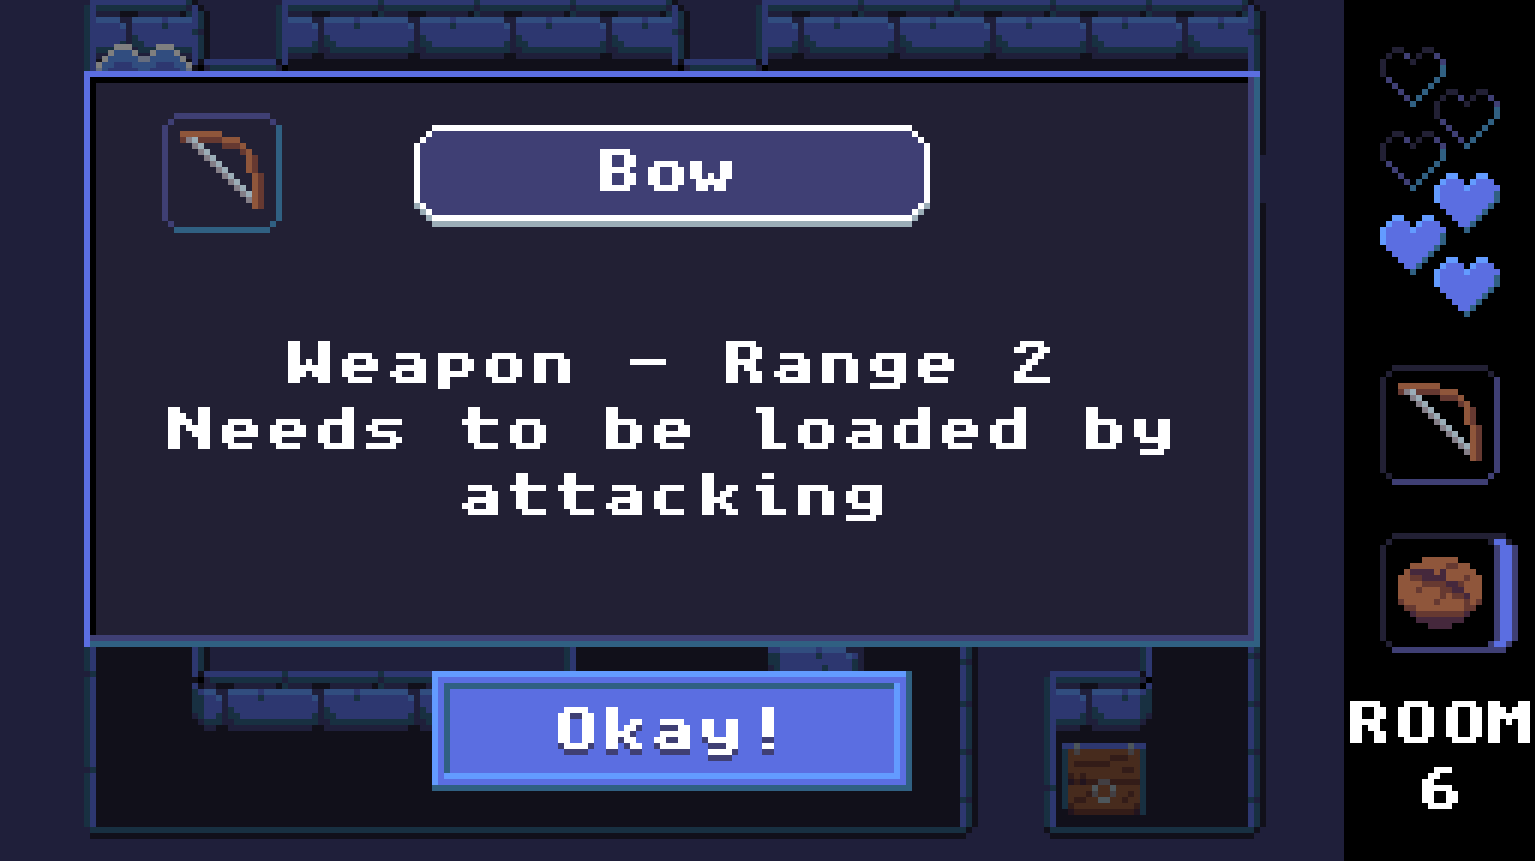 Bow
Weapon - Range 2
Needs to be loaded by
attacking
Okay!
ROOM
6